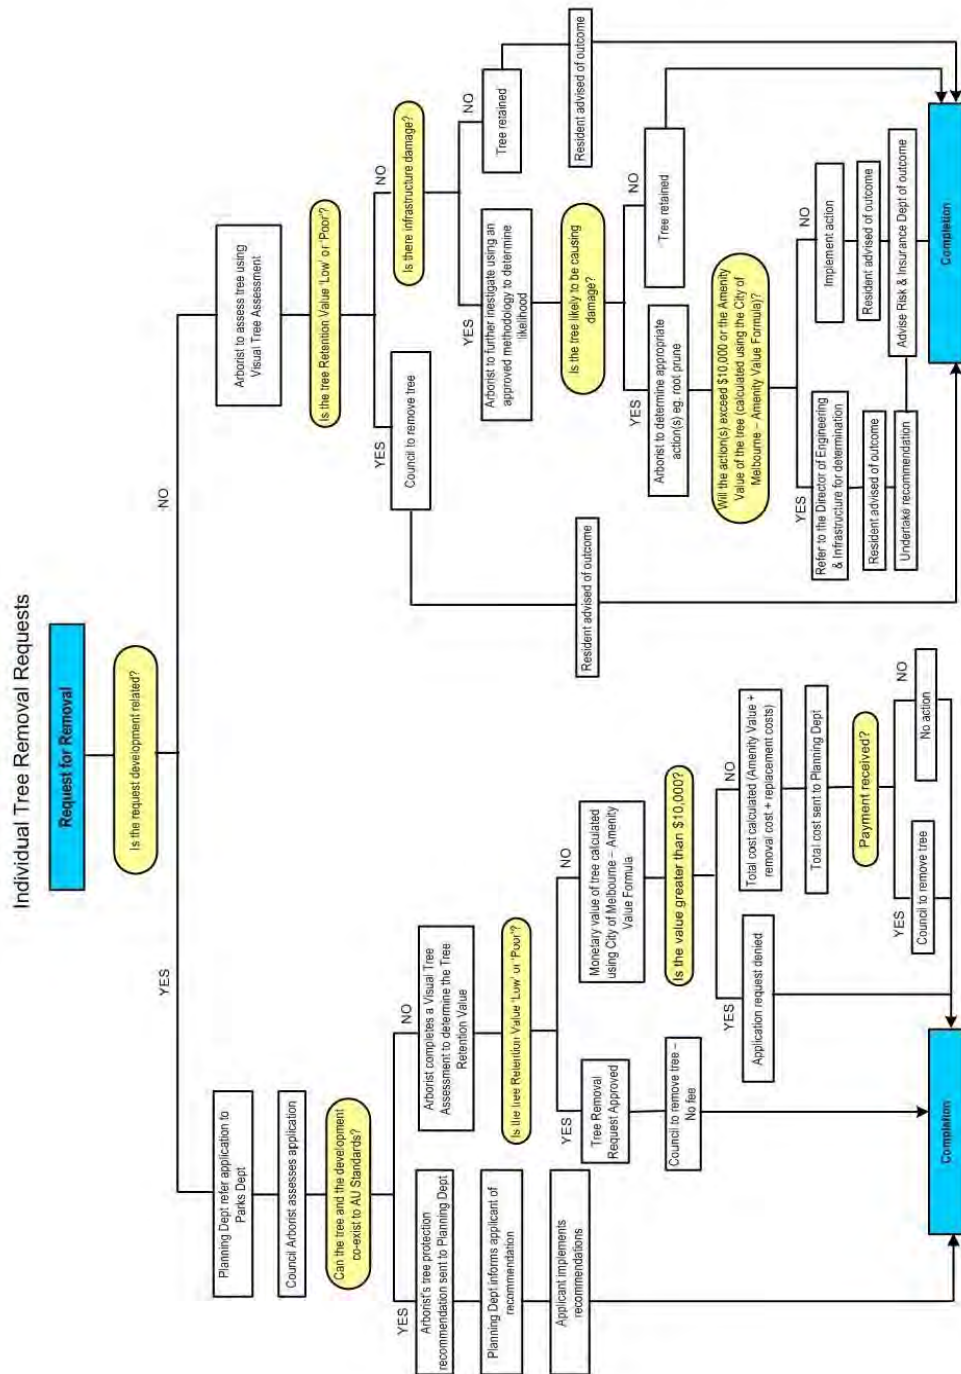 Individual Tree Removal Requests
Request for Removal
Is the request development related?
YES
NO
Planning Dept refer application to
Parks Dept
Council Arborist assesses application
Can the tree and the development
co-exist to AU Standards?
YES
NO
Arborist's tree protection
recommendation sent to Planning Dept
Planning Dept informs applicant of
recommendation
Applicant implements
recommendations
Arborist completes a Visual Tree
Assessment to determine the Tree
Retention Value
Is the tree Retention Value 'Low' or 'Poor'?
YES
NO
Tree Removal
Request Approved
Council to remove tree –
No fee
Monetary value of tree calculated
using City of Melbourne – Amenity
Value Formula
Is the value greater than $10,000?
YES
NO
Application request denied
Total cost calculated (Amenity Value +
removal cost + replacement costs)
Total cost sent to Planning Dept
Payment received?
YES
NO
Council to remove tree
No action
Completion
Arborist to assess tree using
Visual Tree Assessment
Is the tree Retention Value 'Low' or 'Poor'?
YES
NO
Council to remove tree
Resident advised of outcome
Is there infrastructure damage?
YES
NO
Arborist to further inestigate using an
approved methodology to determine
likelihood
Tree retained
Resident advised of outcome
Is the tree likely to be causing
damage?
YES
NO
Arborist to determine appropriate
action(s) eg. root prune
Tree retained
Will the action(s) exceed $10,000 or the Amenity
Value of the tree (calculated using the City of
Melbourne – Amenity Value Formula)?
YES
NO
Refer to the Director of Engineering
& Infrastructure for determination
Resident advised of outcome
Undertake recommendation
Implement action
Resident advised of outcome
Advise Risk & Insurance Dept of outcome
Completion